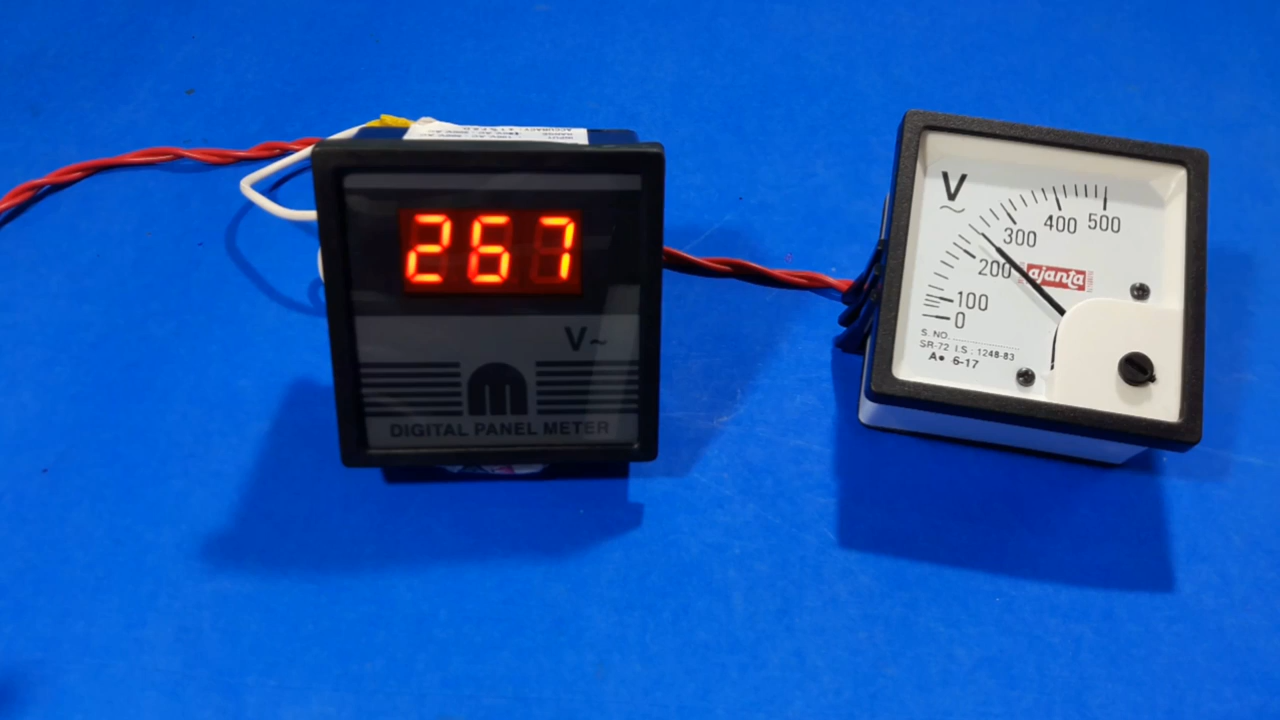 267
V~
m
DIGITAL PANEL METER
V
~
0
100
200
300
400
500
ajanta
S. NO.
SR-72 I.S : 1248-83
A• 6-17